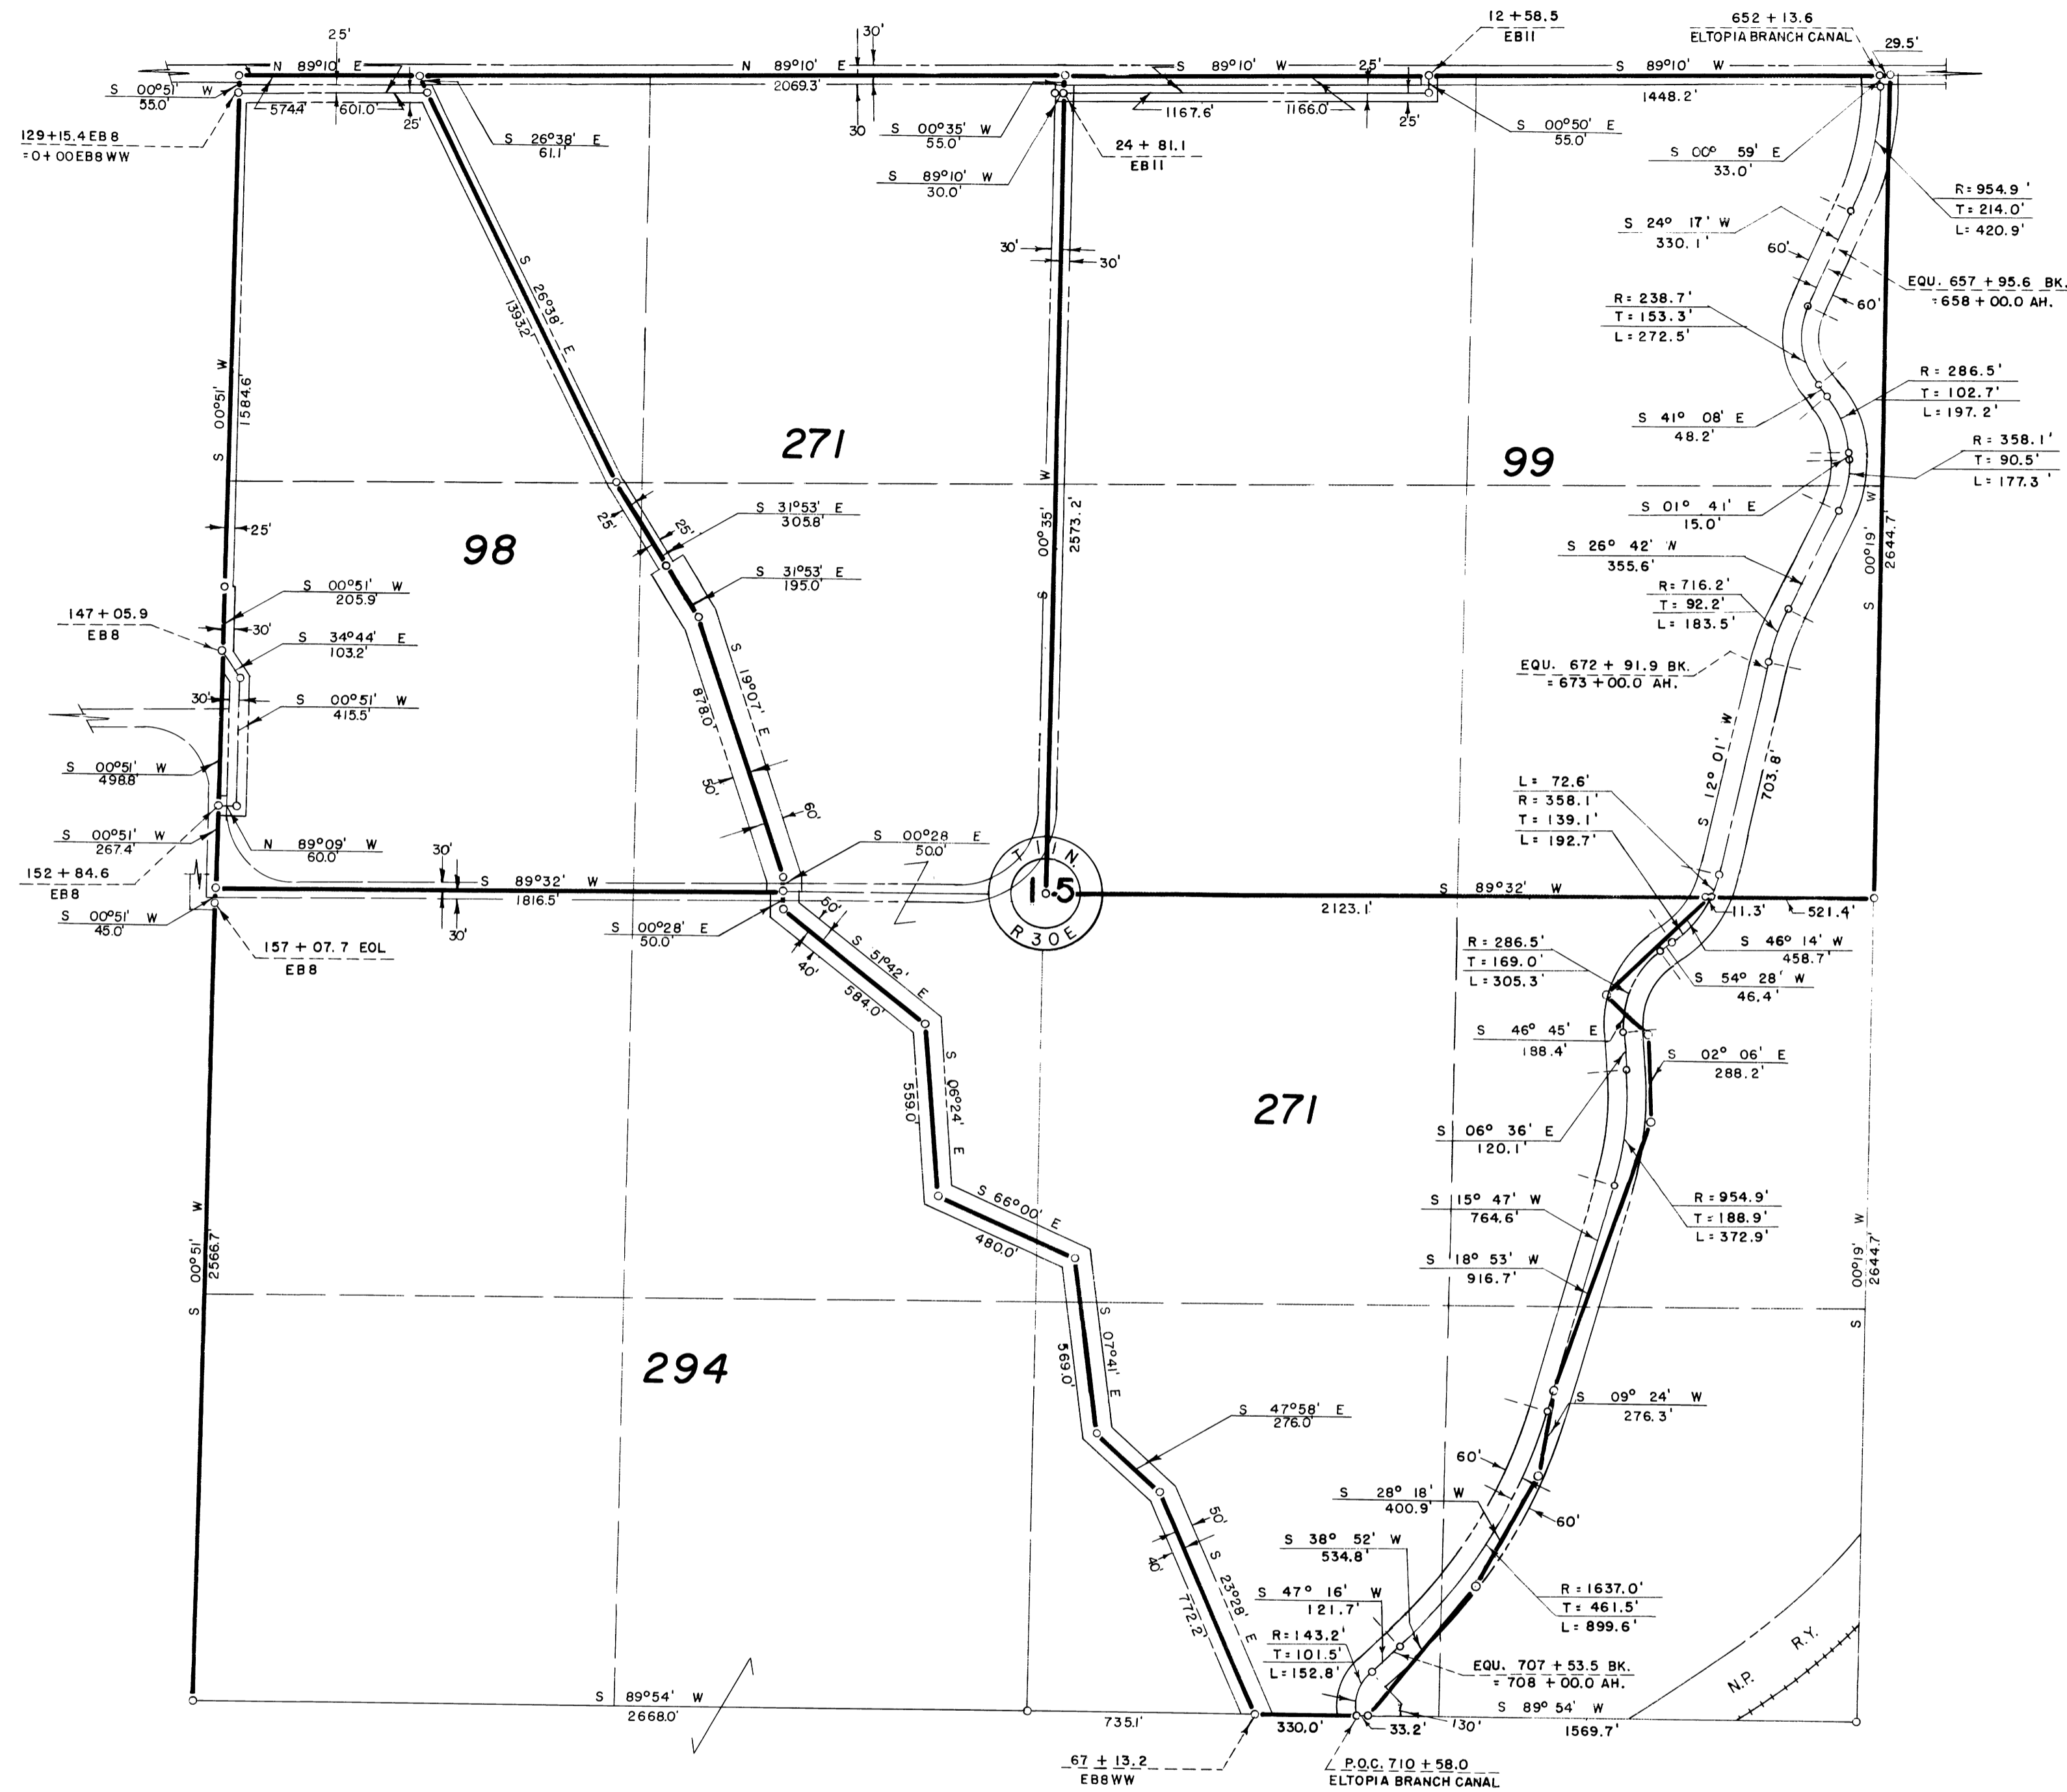 12 + 58.5
EB11
652 + 13.6
ELTOPIA BRANCH CANAL
29.5'
25'
30'
N 89°10' E
N 89°10' E
S 89°10' W
25'
S 89°10' W
S 00°51' W
55.0'
574.4'
601.0'
25'
2069.3'
30
1167.6'
1166.0'
25'
1448.2'
129+15.4 EB 8
=0+00 EB8 WW
S 26°38' E
61.1'
S 00°35' W
55.0'
24 + 81.1
EB11
S 00°50' E
55.0'
S 89°10' W
30.0'
S 00° 59' E
33.0'
R= 954.9'
T= 214.0'
L= 420.9'
S 24° 17' W
330.1'
30'
30'
60'
60'
EQU. 657 + 95.6 BK.
=658 + 00.0 AH.
S 26°38' E
1393.2'
R= 238.7'
T= 153.3'
L= 272.5'
S 00°51' W
1584.6'
R= 286.5'
T= 102.7'
L= 197.2'
S 41° 08' E
48.2'
271
99
R= 358.1'
T= 90.5'
L= 177.3'
S 01° 41' E
15.0'
S 00°35' W
2573.2'
S 00°19' W
2644.7'
25'
25'
25'
S 31°53' E
305.8'
98
S 26° 42' W
355.6'
S 31°53' E
195.0'
R= 716.2'
T= 92.2'
L= 183.5'
S 00°51' W
205.9'
147 + 05.9
EB 8
30'
S 34°44' E
103.2'
EQU. 672 + 91.9 BK.
= 673 + 00.0 AH.
30'
S 00°51' W
415.5'
S 19°07' E
878.0'
50'
60'
S 12° 01' W
703.8'
S 00°51' W
498.8'
L= 72.6'
R= 358.1'
T= 139.1'
L= 192.7'
S 00°51' W
267.4'
N 89°09' W
60.0'
S 00°28 E
50.0'
152 + 84.6
EB8
30'
S 89°32' W
1816.5'
30'
T 11 N.
15
R 30 E
S 89°32' W
2123.1'
11.3'
521.4'
S 00°51' W
45.0'
157 + 07.7 EOL
EB 8
S 00°28' E
50.0'
50'
40'
S 51°42' E
584.0'
S 46° 14' W
458.7'
R= 286.5'
T= 169.0'
L= 305.3'
S 54° 28' W
46.4'
S 46° 45' E
188.4'
S 02° 06' E
288.2'
S 06°24' E
559.0'
271
S 06° 36' E
120.1'
S 66°00' E
480.0'
S 15° 47' W
764.6'
R= 954.9'
T= 188.9'
L= 372.9'
S 00°51' W
2566.7'
S 00°19' W
2644.7'
S 18° 53' W
916.7'
294
S 07°41' E
569.0'
S 47°58' E
276.0'
S 09° 24' W
276.3'
60'
60'
S 28° 18' W
400.9'
50'
40'
S 38° 52' W
534.8'
S 23°28' E
772.2'
S 47° 16' W
121.7'
R= 1637.0'
T= 461.5'
L= 899.6'
R= 143.2'
T= 101.5'
L= 152.8'
EQU. 707 + 53.5 BK.
= 708 + 00.0 AH.
N.P. R.Y.
S 89°54' W
2668.0'
735.1'
330.0'
33.2'
130'
S 89° 54' W
1569.7'
67 + 13.2
EB8WW
P.O.C. 710 + 58.0
ELTOPIA BRANCH CANAL